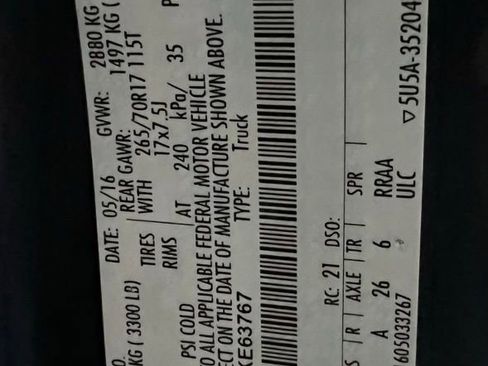 O.
DATE: 05/16 GVWR: 2880 KG
KG ( 3300 LB) REAR GAWR: 1497 KG (
TIRES WITH 265/70R17 115T
RIMS 17x7.5J
PSI COLD AT 240 kPa/ 35 P
O ALL APPLICABLE FEDERAL MOTOR VEHICLE
ECT ON THE DATE OF MANUFACTURE SHOWN ABOVE.
KE63767 TYPE: Truck
RC: 21 DSO:
S R AXLE TR SPR
A 26 6 RRAA
605033267 ULC ▽5U5A-35204